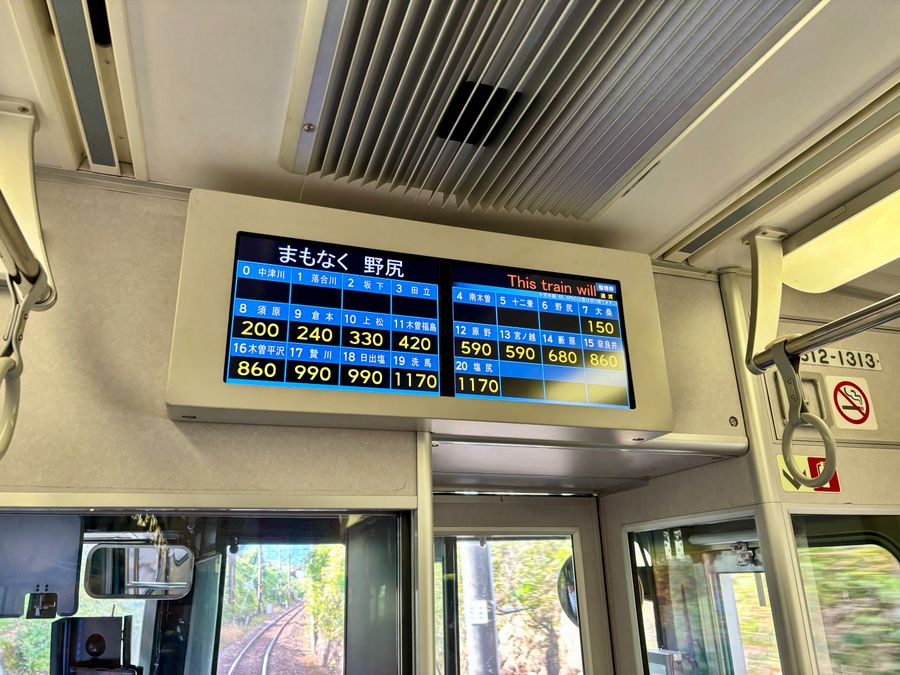 まもなく 野尻
0 中津川 1 落合川 2 坂下 3 田立
8 須原 9 倉本 10 上松 11 木曽福島
200 240 330 420
16 木曽平沢 17 贄川 18 日出塩 19 洗馬
860 990 990 1170
This train will
運賃
4 南木曽 5 十二兼 6 野尻 7 大桑
150
12 原野 13 宮ノ越 14 藪原 15 奈良井
590 590 680 860
20 塩尻
1170
312-1313